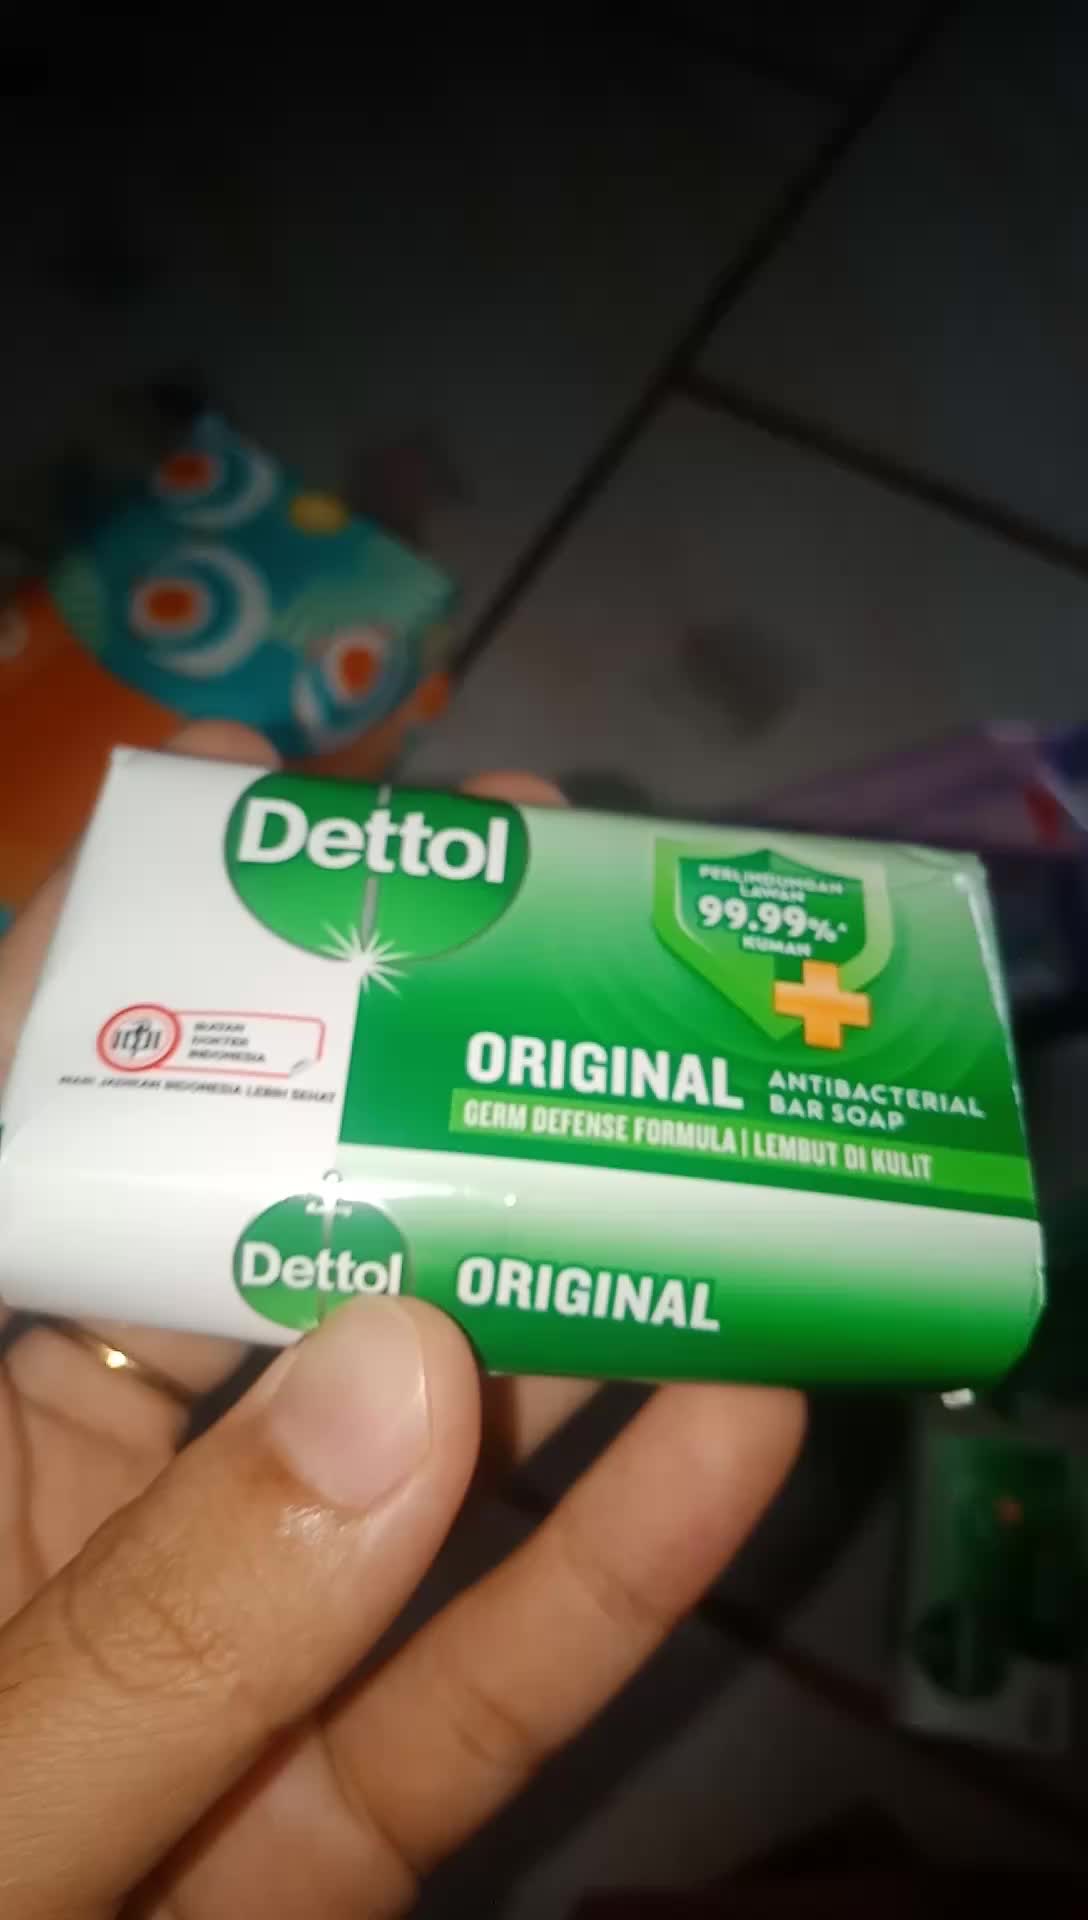 Dettol
PERLINDUNGAN
LAWAN
99.99%^
KUMAN
IKATAN
DOKTER
INDONESIA
MARI JADIKAN INDONESIA LEBIH SEHAT
ORIGINAL
ANTIBACTERIAL
BAR SOAP
GERM DEFENSE FORMULA | LEMBUT DI KULIT
Dettol
ORIGINAL